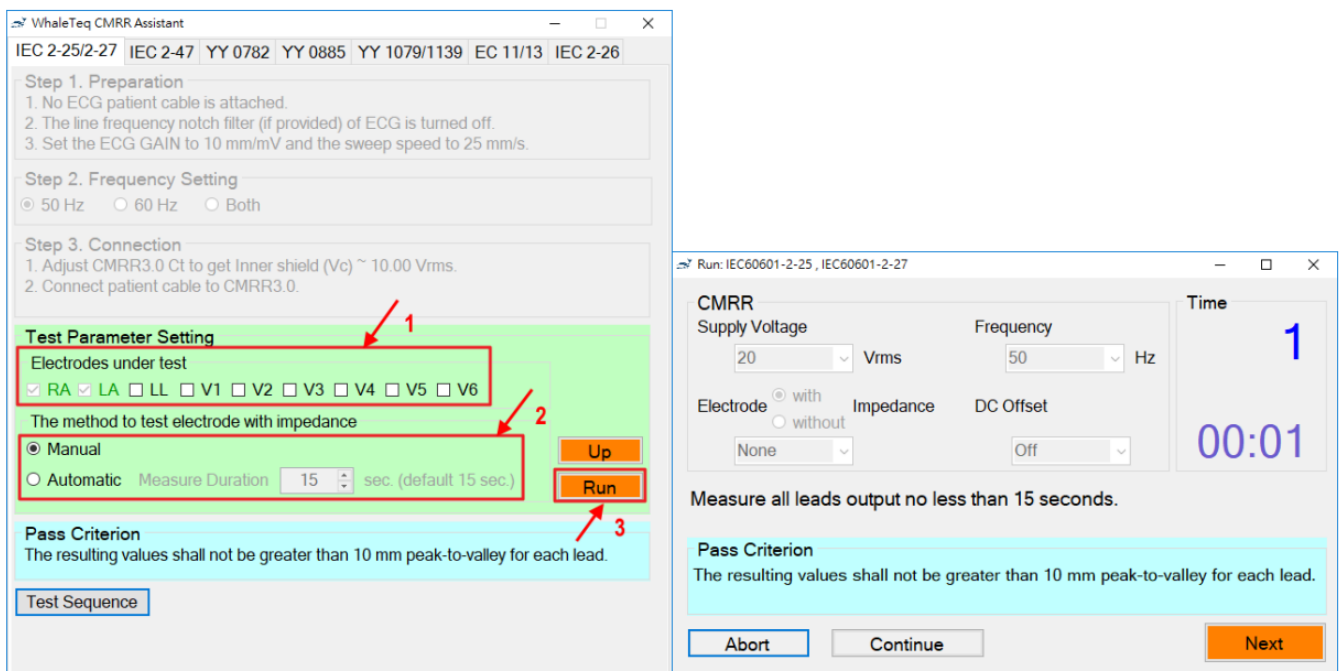 WhaleTeq CMRR Assistant
IEC 2-25/2-27 IEC 2-47 YY 0782 YY 0885 YY 1079/1139 EC 11/13 IEC 2-26
Step 1. Preparation
1. No ECG patient cable is attached.
2. The line frequency notch filter (if provided) of ECG is turned off.
3. Set the ECG GAIN to 10 mm/mV and the sweep speed to 25 mm/s.
Step 2. Frequency Setting
50 Hz 60 Hz Both
Step 3. Connection
1. Adjust CMRR3.0 Ct to get Inner shield (Vc) ~ 10.00 Vrms.
2. Connect patient cable to CMRR3.0.
1
Test Parameter Setting
Electrodes under test
RA LA LL V1 V2 V3 V4 V5 V6
The method to test electrode with impedance
2
Manual
Up
Automatic Measure Duration 15 sec. (default 15 sec.)
Run
3
Pass Criterion
The resulting values shall not be greater than 10 mm peak-to-valley for each lead.
Test Sequence
Run: IEC60601-2-25 , IEC60601-2-27
CMRR
Supply Voltage Frequency
20 Vrms 50 Hz
Electrode with without Impedance DC Offset
None Off
Time
1
00:01
Measure all leads output no less than 15 seconds.
Pass Criterion
The resulting values shall not be greater than 10 mm peak-to-valley for each lead.
Abort Continue Next